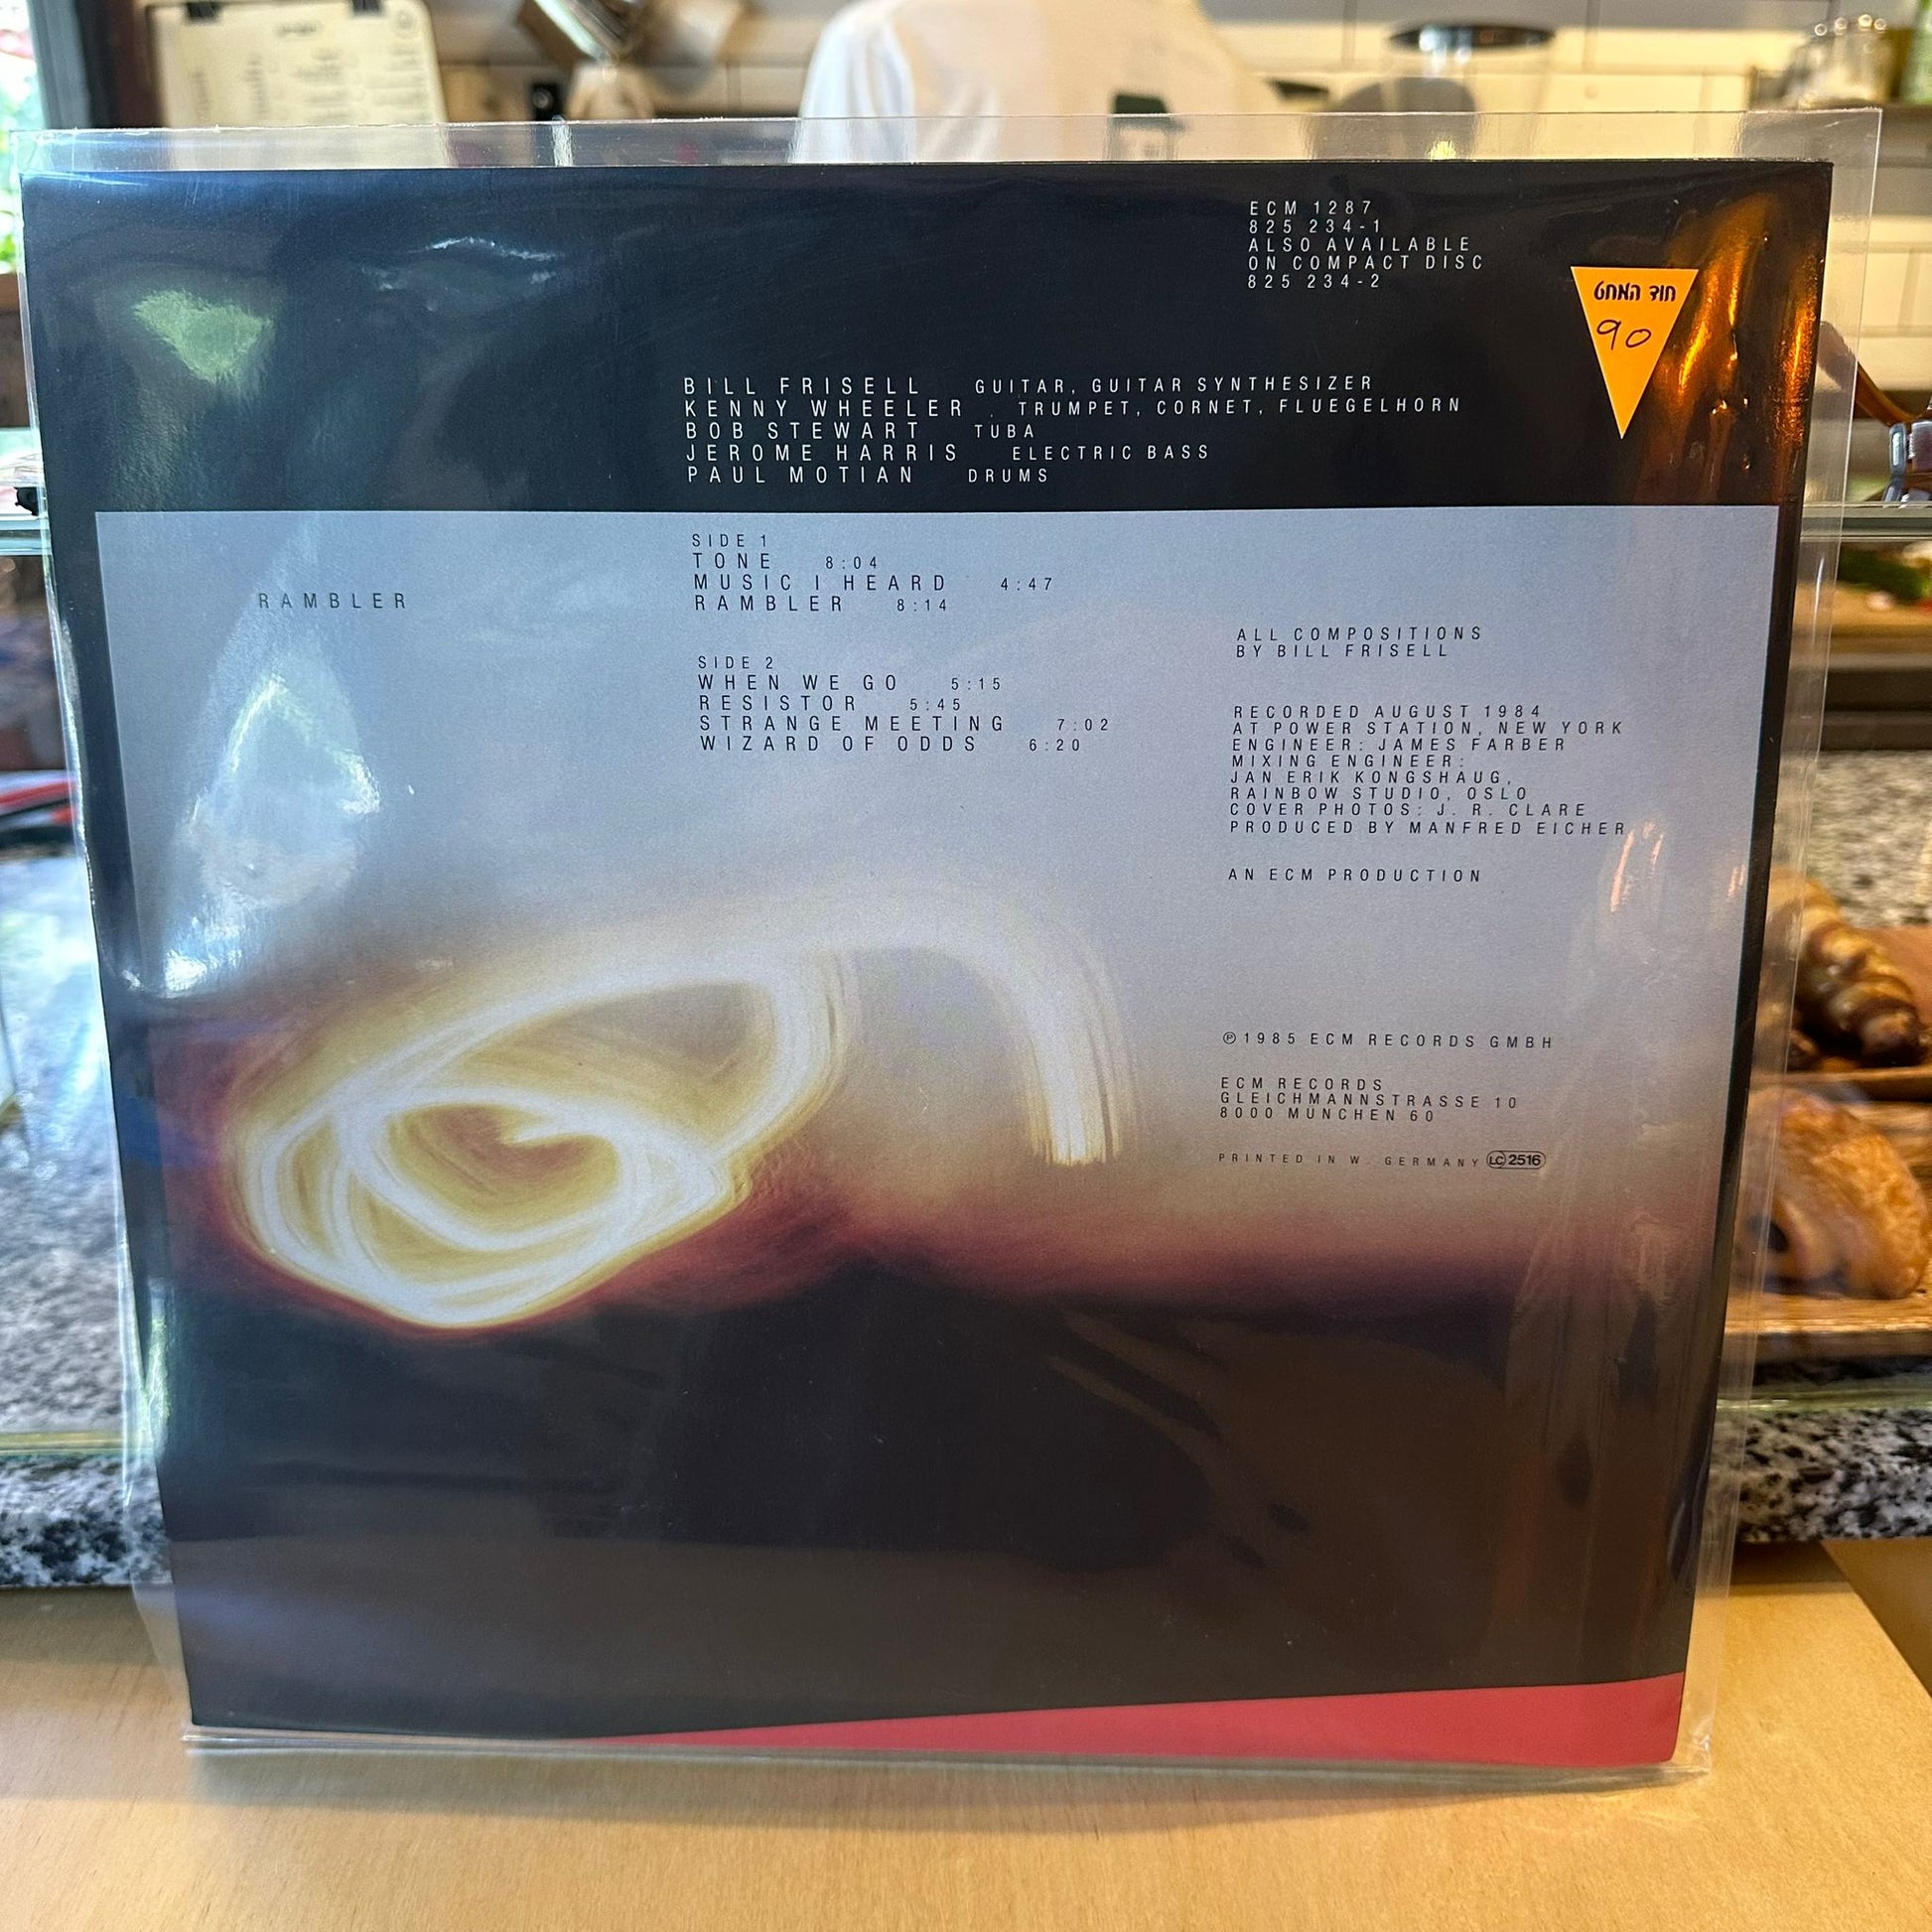 ECM 1287
825 234-1
ALSO AVAILABLE
ON COMPACT DISC
825 234-2
חוד המחט
90
BILL FRISELL GUITAR, GUITAR SYNTHESIZER
KENNY WHEELER TRUMPET, CORNET, FLUEGELHORN
BOB STEWART TUBA
JEROME HARRIS ELECTRIC BASS
PAUL MOTIAN DRUMS
RAMBLER
SIDE 1
TONE 8:04
MUSIC I HEARD 4:47
RAMBLER 8:14
SIDE 2
WHEN WE GO 5:15
RESISTOR 5:45
STRANGE MEETING 7:02
WIZARD OF ODDS 6:20
ALL COMPOSITIONS
BY BILL FRISELL
RECORDED AUGUST 1984
AT POWER STATION, NEW YORK
ENGINEER: JAMES FARBER
MIXING ENGINEER:
JAN ERIK KONGSHAUG,
RAINBOW STUDIO, OSLO
COVER PHOTOS: J. R. CLARE
PRODUCED BY MANFRED EICHER
AN ECM PRODUCTION
℗ 1985 ECM RECORDS GMBH
ECM RECORDS
GLEICHMANNSTRASSE 10
8000 MÜNCHEN 60
PRINTED IN W. GERMANY LC 2516